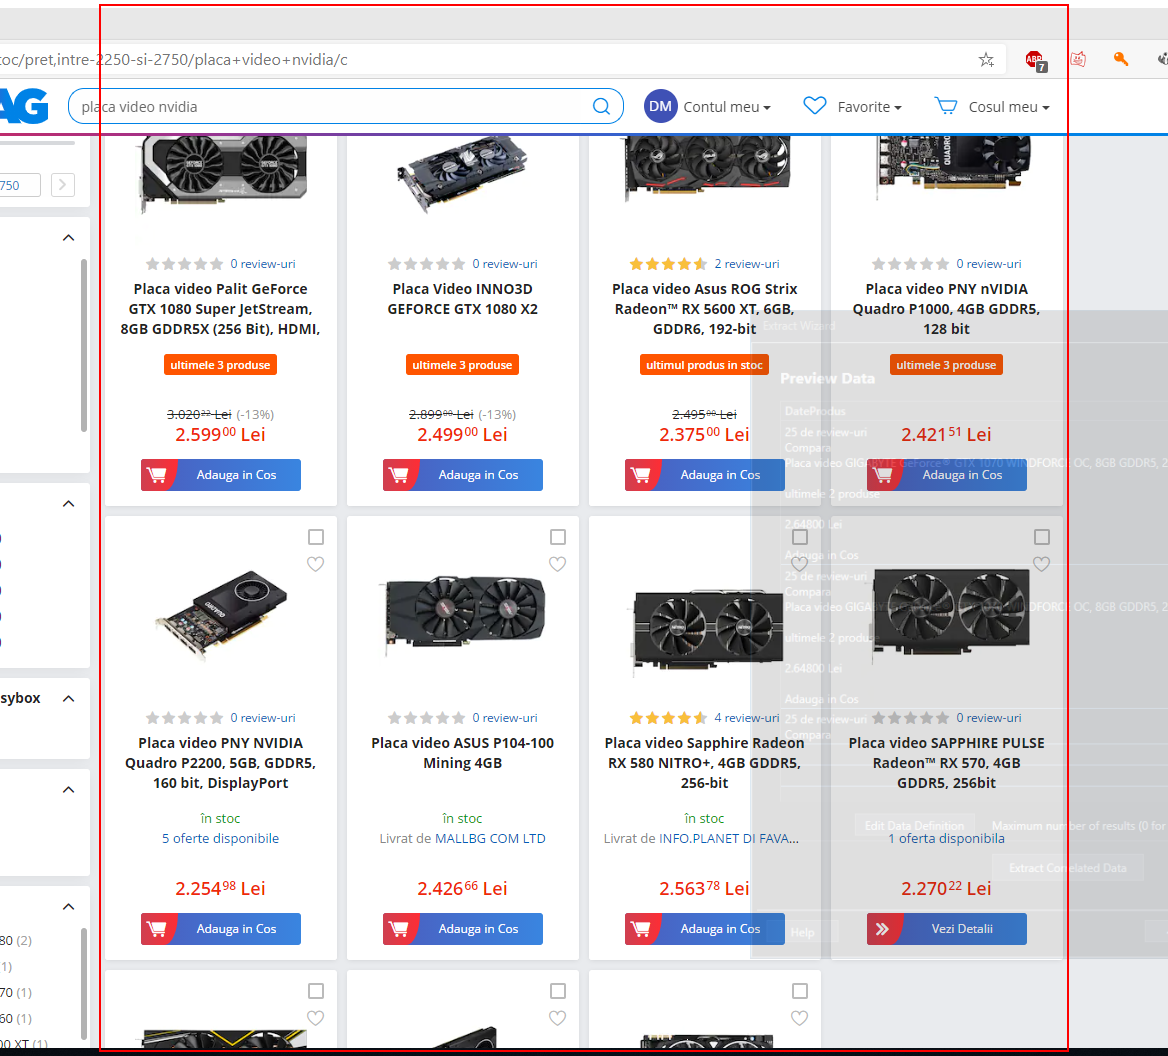 toc/pret,intre-2250-si-2750/placa+video+nvidia/c
ABP
7
AG
placa video nvidia
DM Contul meu
Favorite
Cosul meu
750
QUADRO
0 review-uri
Placa video Palit GeForce
GTX 1080 Super JetStream,
8GB GDDR5X (256 Bit), HDMI,
ultimele 3 produse
3.020²² Lei (-13%)
2.599⁰⁰ Lei
Adauga in Cos
0 review-uri
Placa Video INNO3D
GEFORCE GTX 1080 X2
ultimele 3 produse
2.899⁰⁰ Lei (-13%)
2.499⁰⁰ Lei
Adauga in Cos
2 review-uri
Placa video Asus ROG Strix
Radeon™ RX 5600 XT, 6GB,
GDDR6, 192-bit
ultimul produs in stoc
2.495⁰⁰ Lei
2.375⁰⁰ Lei
Adauga in Cos
0 review-uri
Placa video PNY nVIDIA
Quadro P1000, 4GB GDDR5,
128 bit
ultimele 3 produse
2.421⁵¹ Lei
Adauga in Cos
Extract Wizard
Preview Data
DateProdus
25 de review-uri
Compara
Placa video GIGABYTE GeForce® GTX 1070 WINDFORCE OC, 8GB GDDR5, 2
ultimele 2 produse
2.64800 Lei
Adauga in Cos
25 de review-uri
Compara
Placa video GIGABYTE WINDFORCE OC, 8GB GDDR5, 2
ultimele 2 produse
2.64800 Lei
Adauga in Cos
25 de review-uri
Compara
Edit Data Definition
Maximum number of results (0 for
Extract Correlated Data
Help
sybox
0 review-uri
Placa video PNY NVIDIA
Quadro P2200, 5GB, GDDR5,
160 bit, DisplayPort
în stoc
5 oferte disponibile
2.254⁹⁸ Lei
Adauga in Cos
0 review-uri
Placa video ASUS P104-100
Mining 4GB
în stoc
Livrat de MALLBG COM LTD
2.426⁶⁶ Lei
Adauga in Cos
4 review-uri
Placa video Sapphire Radeon
RX 580 NITRO+, 4GB GDDR5,
256-bit
în stoc
Livrat de INFO.PLANET DI FAVA...
2.563⁷⁸ Lei
Adauga in Cos
0 review-uri
Placa video SAPPHIRE PULSE
Radeon™ RX 570, 4GB
GDDR5, 256bit
1 oferta disponibila
2.270²² Lei
Vezi Detalii
80 (2)
1)
70 (1)
60 (1)
00 XT (1)